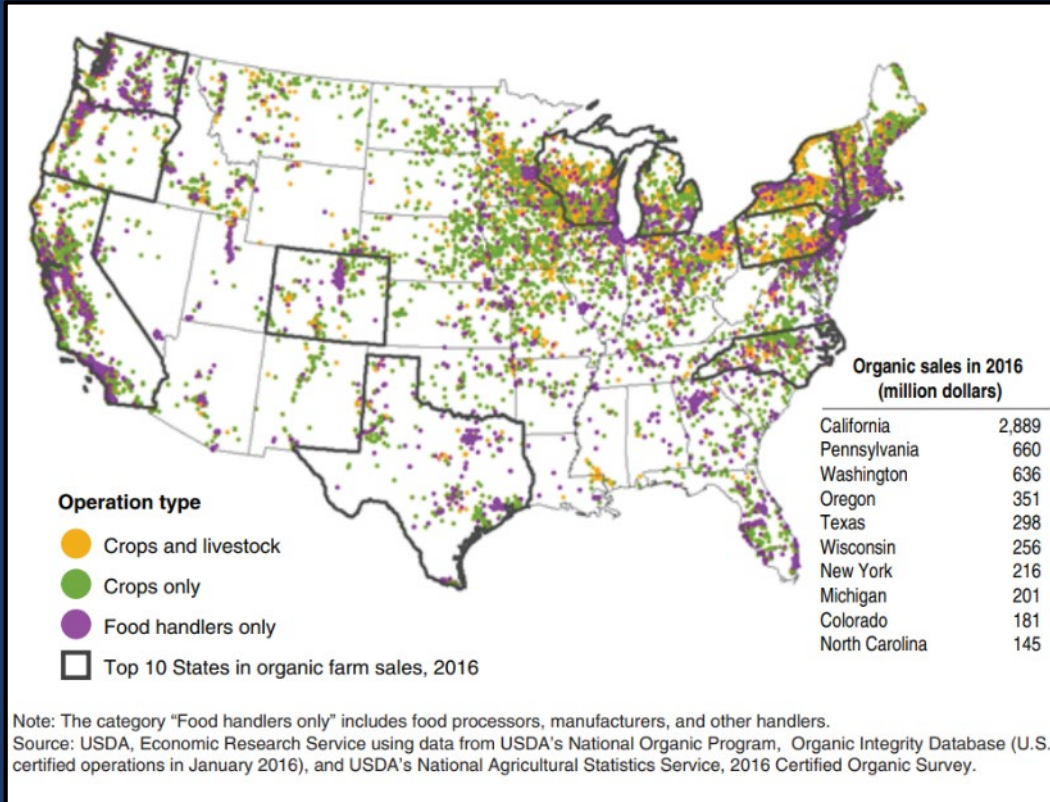 Organic sales in 2016
(million dollars)
California 2,889
Pennsylvania 660
Washington 636
Oregon 351
Texas 298
Wisconsin 256
New York 216
Michigan 201
Colorado 181
North Carolina 145
Operation type
Crops and livestock
Crops only
Food handlers only
Top 10 States in organic farm sales, 2016
Note: The category “Food handlers only” includes food processors, manufacturers, and other handlers.
Source: USDA, Economic Research Service using data from USDA’s National Organic Program, Organic Integrity Database (U.S.
certified operations in January 2016), and USDA’s National Agricultural Statistics Service, 2016 Certified Organic Survey.